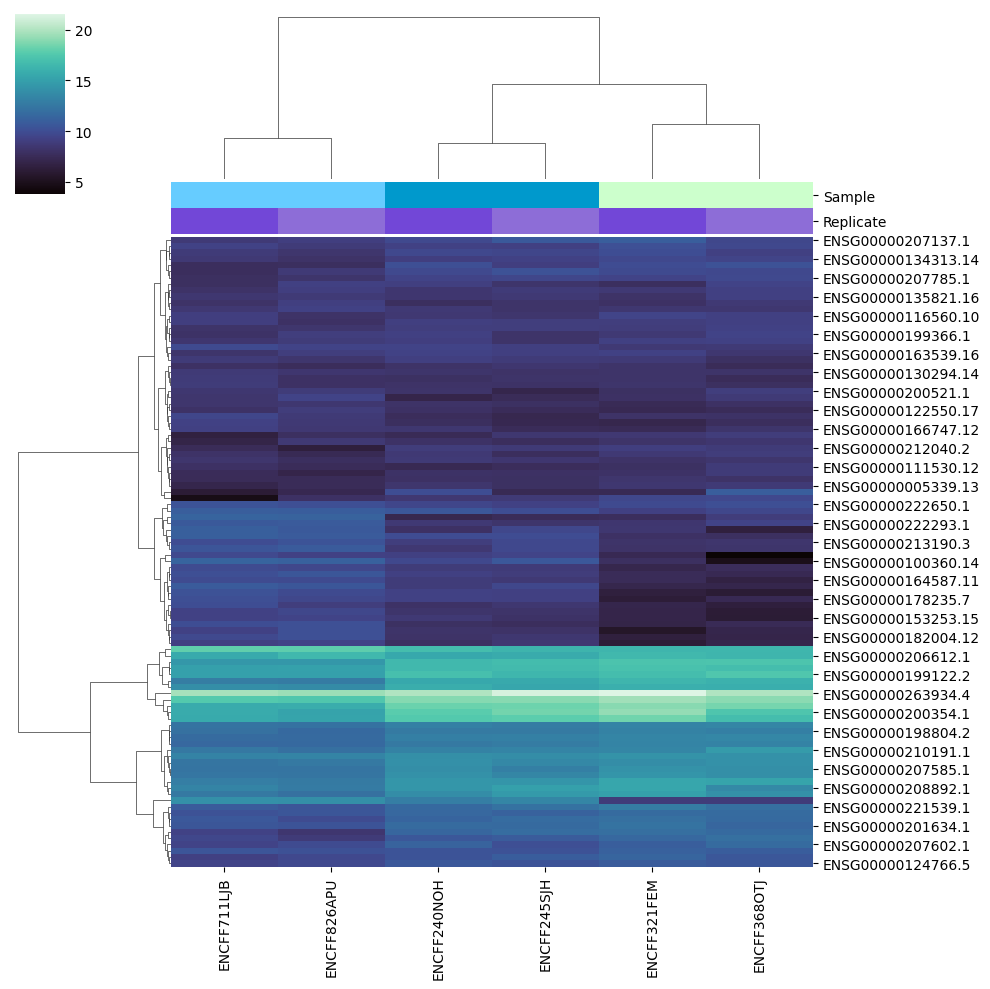 20
15
10
5
Sample
Replicate
ENSG00000207137.1
ENSG00000134313.14
ENSG00000207785.1
ENSG00000135821.16
ENSG00000116560.10
ENSG00000199366.1
ENSG00000163539.16
ENSG00000130294.14
ENSG00000200521.1
ENSG00000122550.17
ENSG00000166747.12
ENSG00000212040.2
ENSG00000111530.12
ENSG00000005339.13
ENSG00000222650.1
ENSG00000222293.1
ENSG00000213190.3
ENSG00000100360.14
ENSG00000164587.11
ENSG00000178235.7
ENSG00000153253.15
ENSG00000182004.12
ENSG00000206612.1
ENSG00000199122.2
ENSG00000263934.4
ENSG00000200354.1
ENSG00000198804.2
ENSG00000210191.1
ENSG00000207585.1
ENSG00000208892.1
ENSG00000221539.1
ENSG00000201634.1
ENSG00000207602.1
ENSG00000124766.5
ENCFF711LJB
ENCFF826APU
ENCFF240NOH
ENCFF245SJH
ENCFF321FEM
ENCFF368OTJ